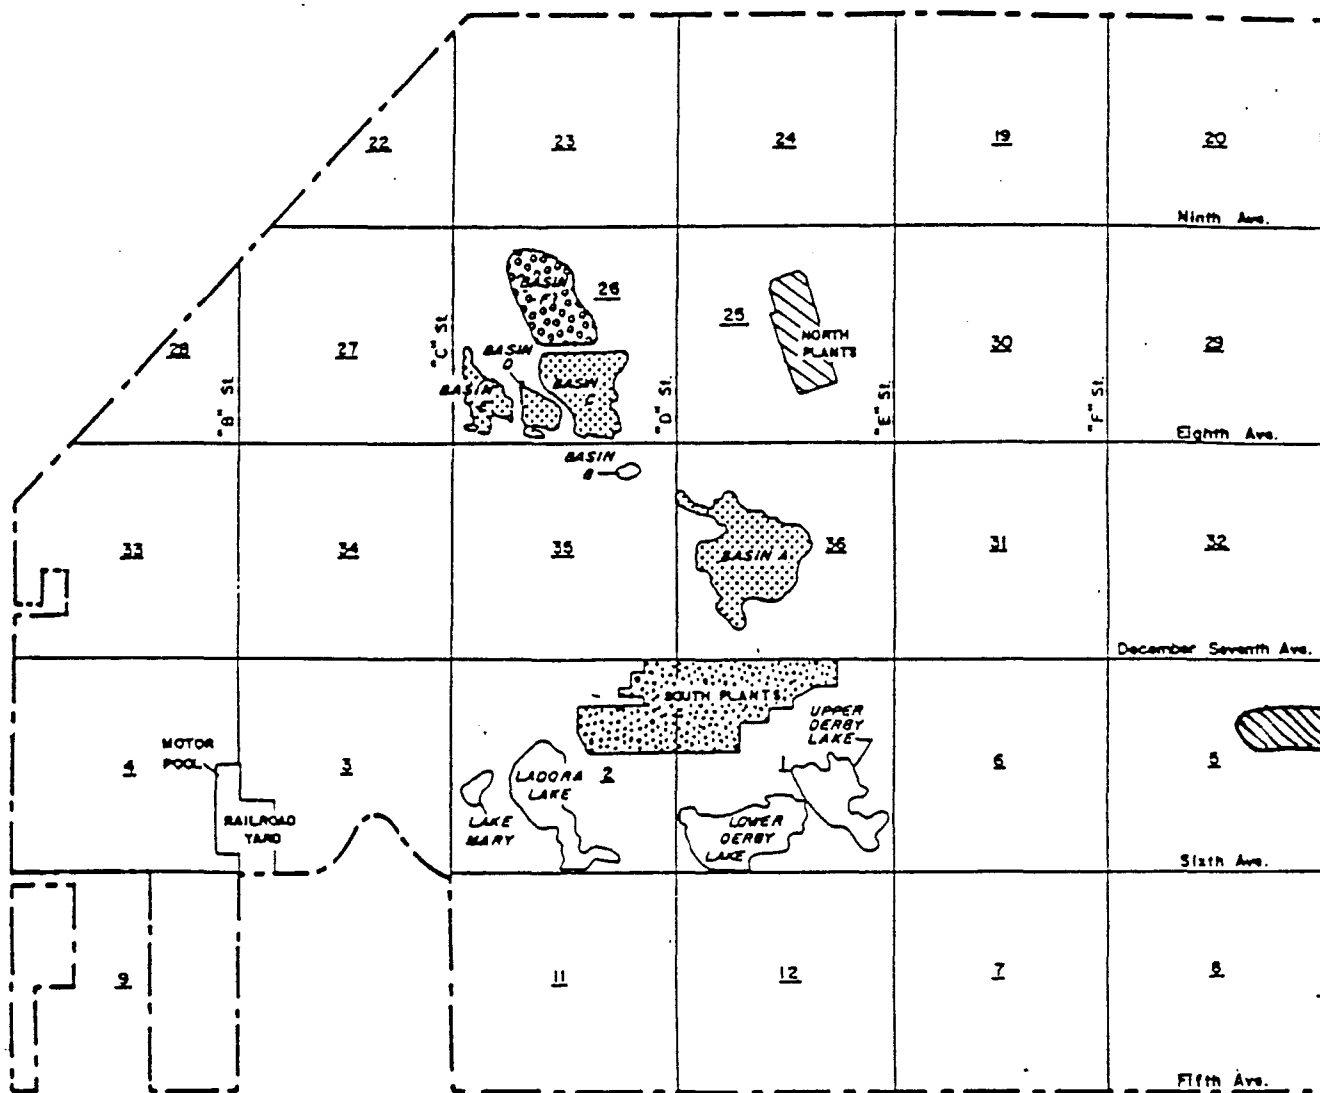 22
23
24
19
20
Ninth Ave.
BASIN
F
26
25
NORTH
PLANTS
28
27
"C" St.
BASIN
D
BASIN
BASIN
C
30
29
"B" St.
"D" St.
"E" St.
"F" St.
Eighth Ave.
BASIN
B
33
34
35
BASIN A
36
31
32
December Seventh Ave.
SOUTH PLANTS
UPPER
DERBY
LAKE
MOTOR
POOL
4
3
2
1
6
5
LADORA
LAKE
LAKE
MARY
RAILROAD
YARD
LOWER
DERBY
LAKE
Sixth Ave.
9
11
12
7
8
Fifth Ave.